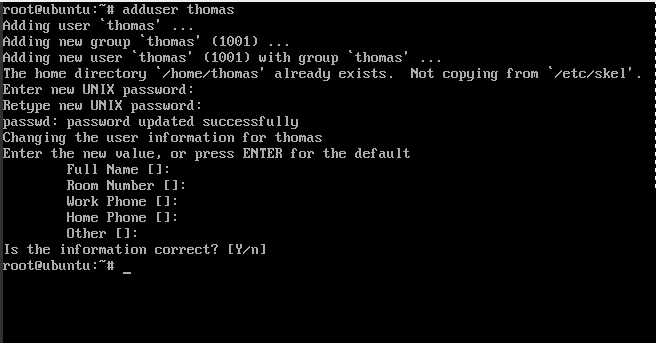 root@ubuntu:~# adduser thomas
Adding user `thomas' ...
Adding new group `thomas' (1001) ...
Adding new user `thomas' (1001) with group `thomas' ...
The home directory `/home/thomas' already exists.  Not copying from `/etc/skel'.
Enter new UNIX password:
Retype new UNIX password:
passwd: password updated successfully
Changing the user information for thomas
Enter the new value, or press ENTER for the default
        Full Name []:
        Room Number []:
        Work Phone []:
        Home Phone []:
        Other []:
Is the information correct? [Y/n]
root@ubuntu:~# _